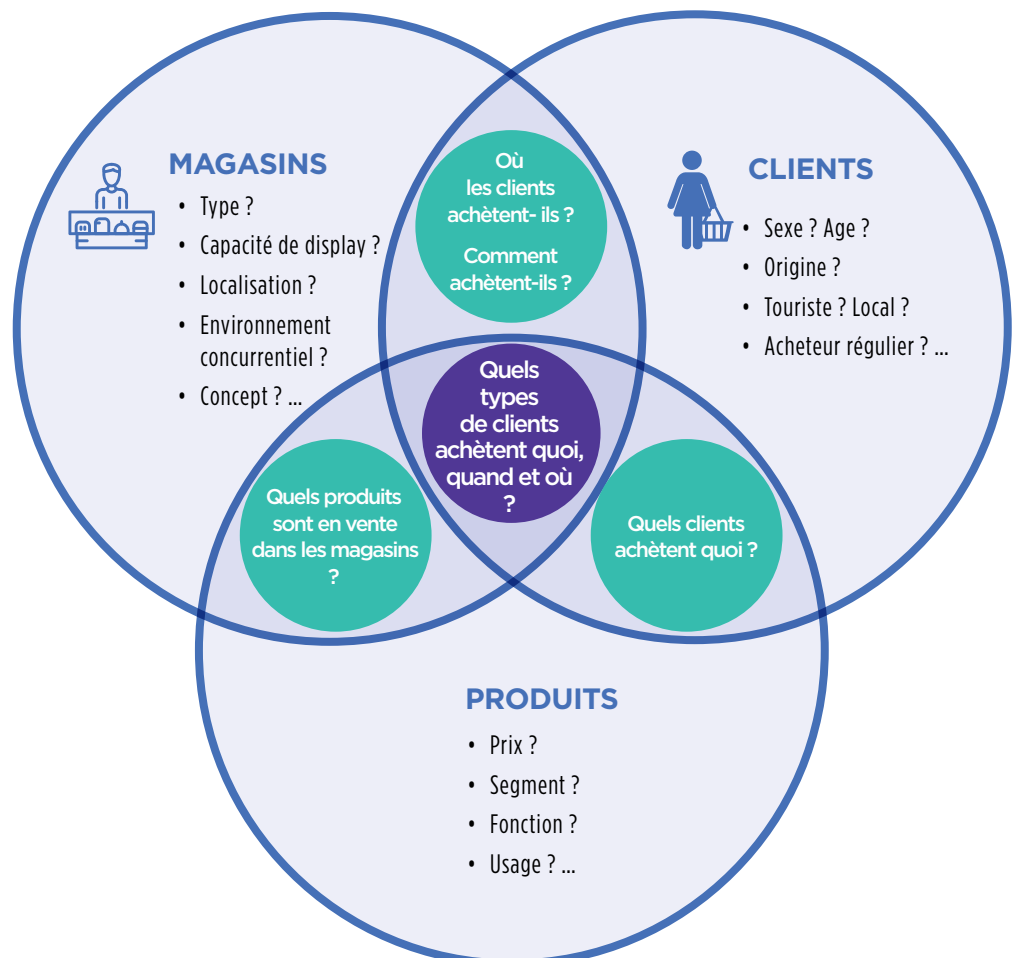 MAGASINS
• Type ?
• Capacité de display ?
• Localisation ?
• Environnement
concurrentiel ?
• Concept ? ...
Où
les clients
achètent- ils ?
Comment
achètent-ils ?
CLIENTS
• Sexe ? Age ?
• Origine ?
• Touriste ? Local ?
• Acheteur régulier ? ...
Quels
types
de clients
achètent quoi,
quand et où
?
Quels produits
sont en vente
dans les magasins
?
Quels clients
achètent quoi ?
PRODUITS
• Prix ?
• Segment ?
• Fonction ?
• Usage ? ...